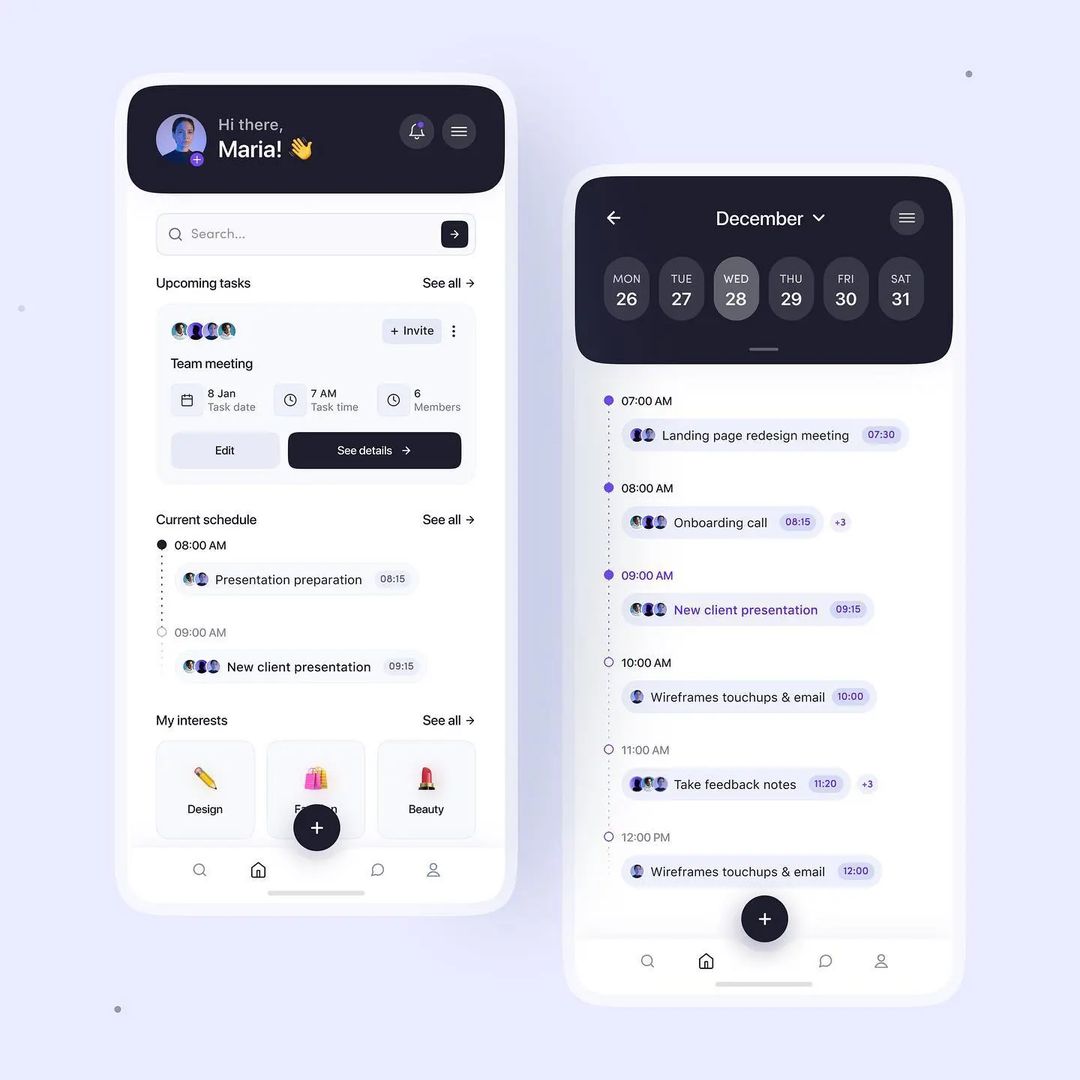 Hi there,
Maria! 👋
Search...
Upcoming tasks
See all →
+ Invite
Team meeting
8 Jan
Task date
7 AM
Task time
6
Members
Edit
See details →
Current schedule
See all →
08:00 AM
Presentation preparation 08:15
09:00 AM
New client presentation 09:15
My interests
See all →
Design
Beauty
+
December
MON TUE WED THU FRI SAT
26 27 28 29 30 31
07:00 AM
Landing page redesign meeting 07:30
08:00 AM
Onboarding call 08:15 +3
09:00 AM
New client presentation 09:15
10:00 AM
Wireframes touchups & email 10:00
11:00 AM
Take feedback notes 11:20 +3
12:00 PM
Wireframes touchups & email 12:00
+